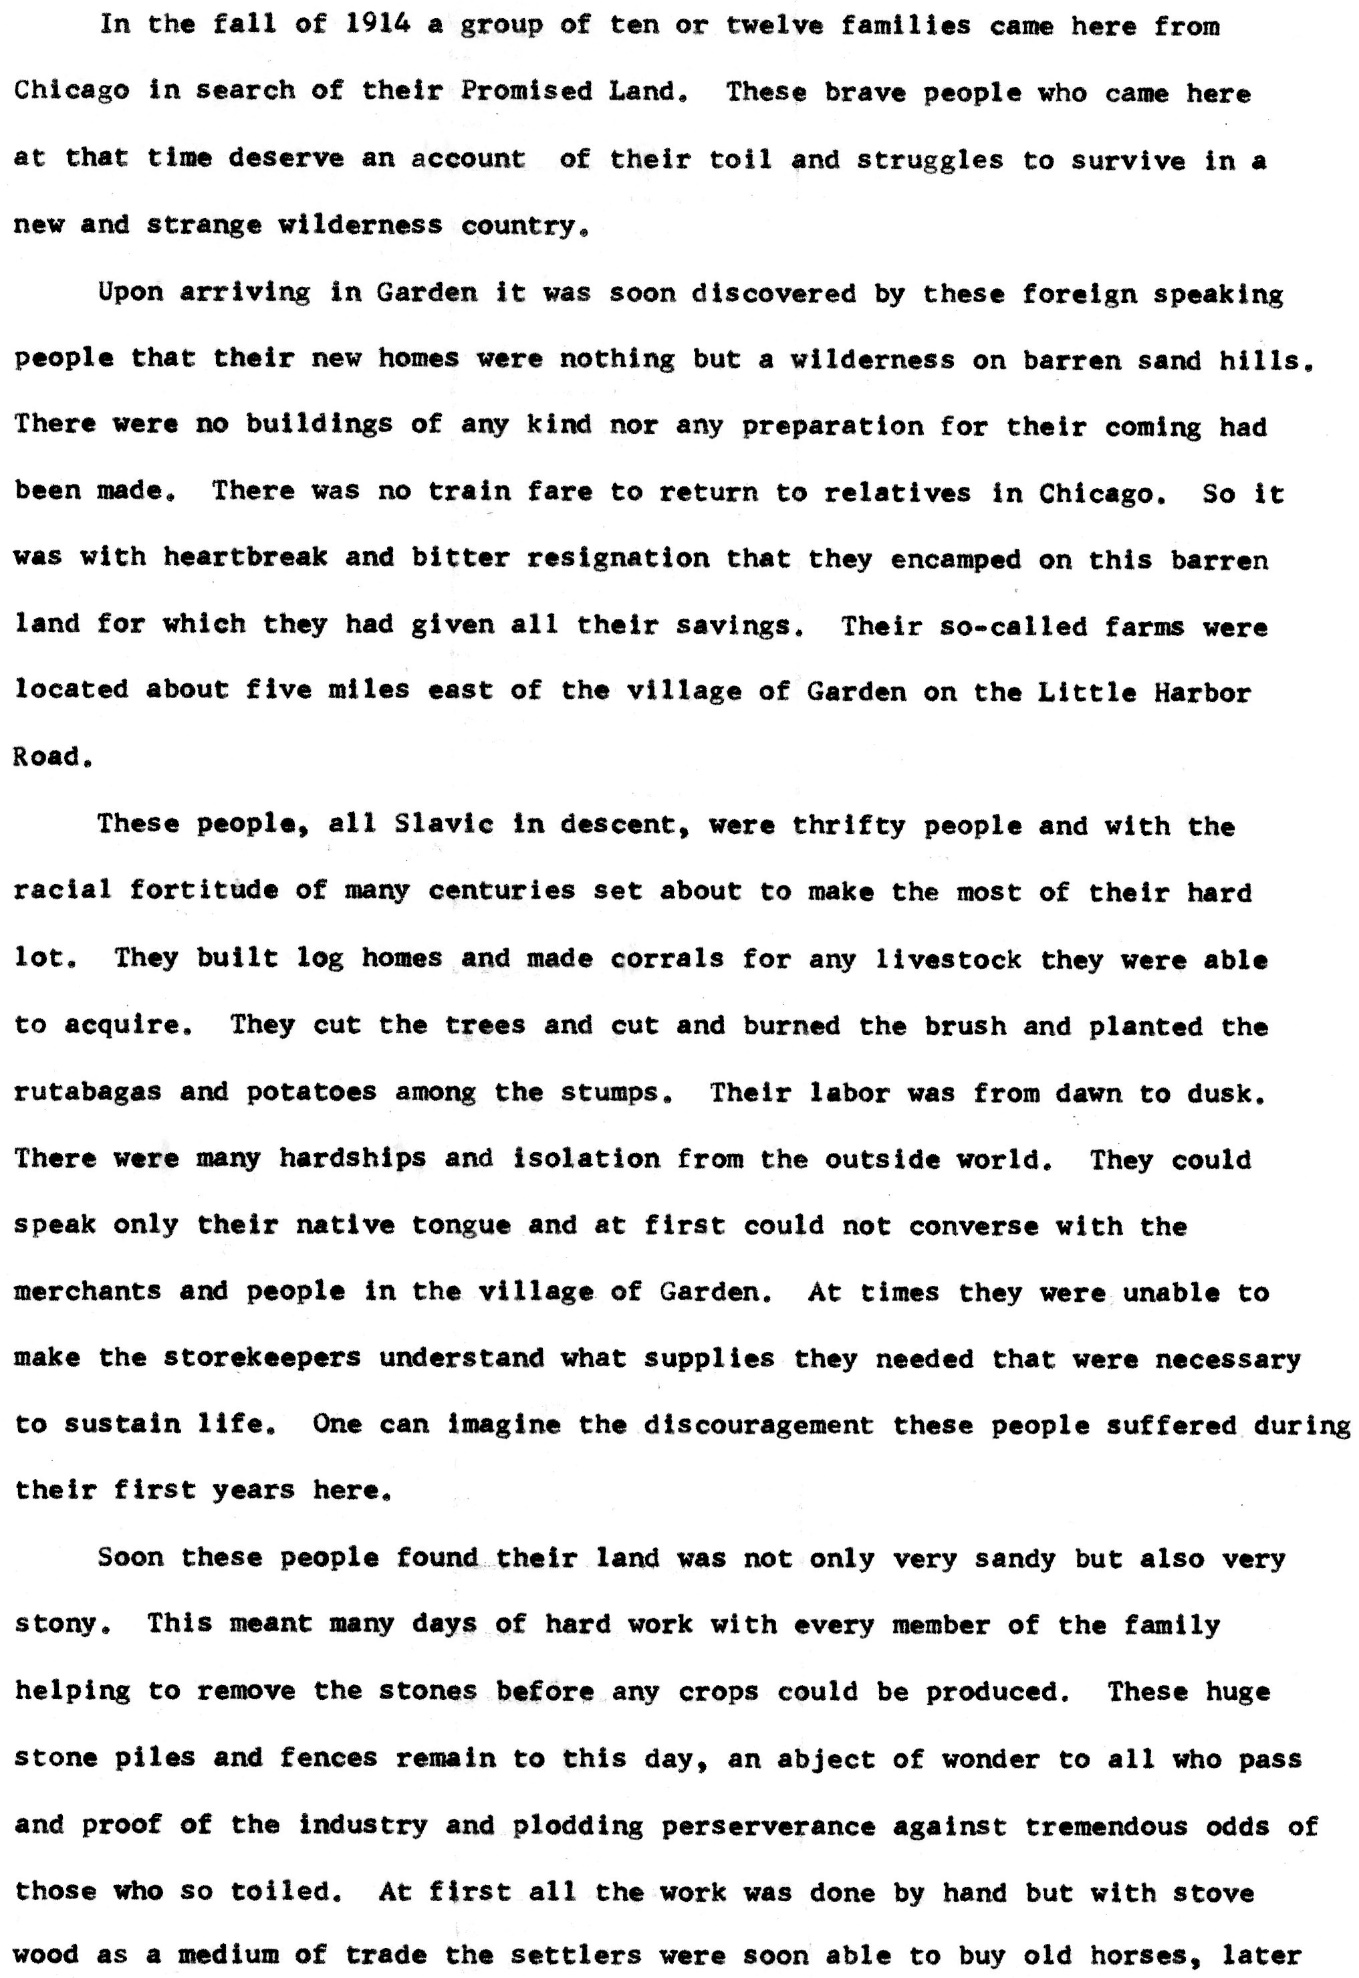 In the fall of 1914 a group of ten or twelve families came here from
Chicago in search of their Promised Land. These brave people who came here
at that time deserve an account of their toil and struggles to survive in a
new and strange wilderness country.
Upon arriving in Garden it was soon discovered by these foreign speaking
people that their new homes were nothing but a wilderness on barren sand hills.
There were no buildings of any kind nor any preparation for their coming had
been made. There was no train fare to return to relatives in Chicago. So it
was with heartbreak and bitter resignation that they encamped on this barren
land for which they had given all their savings. Their so-called farms were
located about five miles east of the village of Garden on the Little Harbor
Road.
These people, all Slavic in descent, were thrifty people and with the
racial fortitude of many centuries set about to make the most of their hard
lot. They built log homes and made corrals for any livestock they were able
to acquire. They cut the trees and cut and burned the brush and planted the
rutabagas and potatoes among the stumps. Their labor was from dawn to dusk.
There were many hardships and isolation from the outside world. They could
speak only their native tongue and at first could not converse with the
merchants and people in the village of Garden. At times they were unable to
make the storekeepers understand what supplies they needed that were necessary
to sustain life. One can imagine the discouragement these people suffered during
their first years here.
Soon these people found their land was not only very sandy but also very
stony. This meant many days of hard work with every member of the family
helping to remove the stones before any crops could be produced. These huge
stone piles and fences remain to this day, an abject of wonder to all who pass
and proof of the industry and plodding perserverance against tremendous odds of
those who so toiled. At first all the work was done by hand but with stove
wood as a medium of trade the settlers were soon able to buy old horses, later